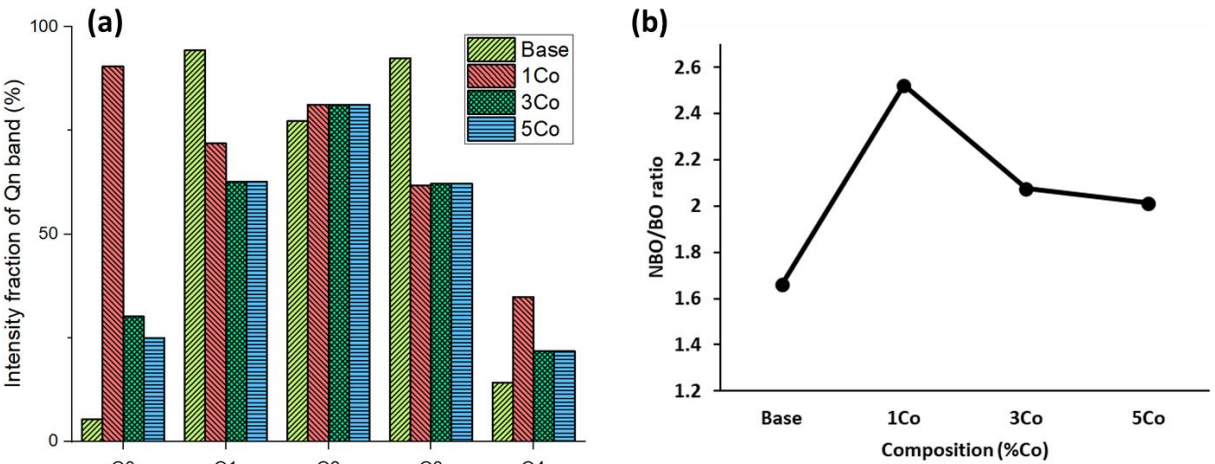 (a)
100
50
0
Intensity fraction of Qn band (%)
Base
1Co
3Co
5Co
(b)
2.6
2.4
2.2
2
1.8
1.6
1.4
1.2
NBO/BO ratio
Base 1Co 3Co 5Co
Composition (%Co)